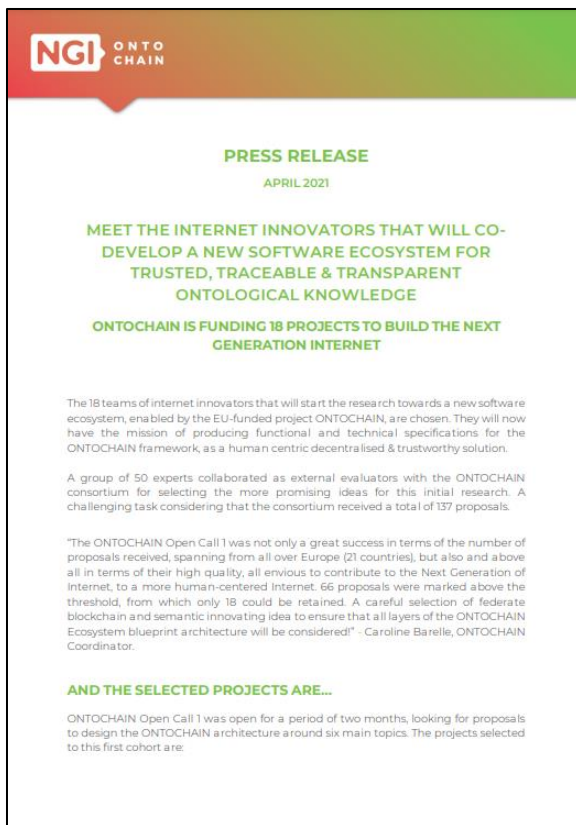 NGI ONTO
CHAIN
PRESS RELEASE
APRIL 2021
MEET THE INTERNET INNOVATORS THAT WILL CO-
DEVELOP A NEW SOFTWARE ECOSYSTEM FOR
TRUSTED, TRACEABLE & TRANSPARENT
ONTOLOGICAL KNOWLEDGE
ONTOCHAIN IS FUNDING 18 PROJECTS TO BUILD THE NEXT
GENERATION INTERNET
The 18 teams of internet innovators that will start the research towards a new software
ecosystem, enabled by the EU-funded project ONTOCHAIN, are chosen. They will now
have the mission of producing functional and technical specifications for the
ONTOCHAIN framework, as a human centric decentralised & trustworthy solution.
A group of 50 experts collaborated as external evaluators with the ONTOCHAIN
consortium for selecting the more promising ideas for this initial research. A
challenging task considering that the consortium received a total of 137 proposals.
"The ONTOCHAIN Open Call 1 was not only a great success in terms of the number of
proposals received, spanning from all over Europe (21 countries), but also and above
all in terms of their high quality, all envious to contribute to the Next Generation of
Internet, to a more human-centered Internet. 66 proposals were marked above the
threshold, from which only 18 could be retained. A careful selection of federate
blockchain and semantic innovating idea to ensure that all layers of the ONTOCHAIN
Ecosystem blueprint architecture will be considered!" - Caroline Barelle, ONTOCHAIN
Coordinator.
AND THE SELECTED PROJECTS ARE...
ONTOCHAIN Open Call 1 was open for a period of two months, looking for proposals
to design the ONTOCHAIN architecture around six main topics. The projects selected
to this first cohort are: